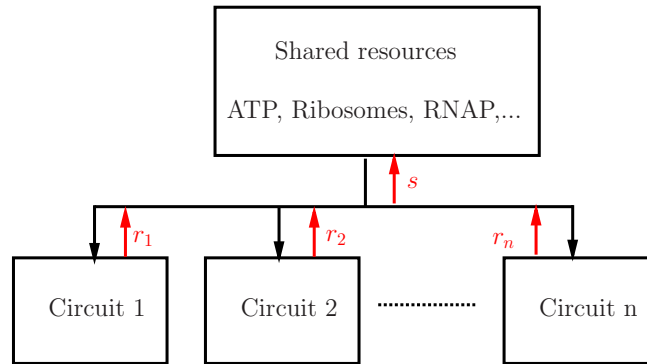 Shared resources
ATP, Ribosomes, RNAP,...
s
r1
r2
rn
Circuit 1
Circuit 2
Circuit n